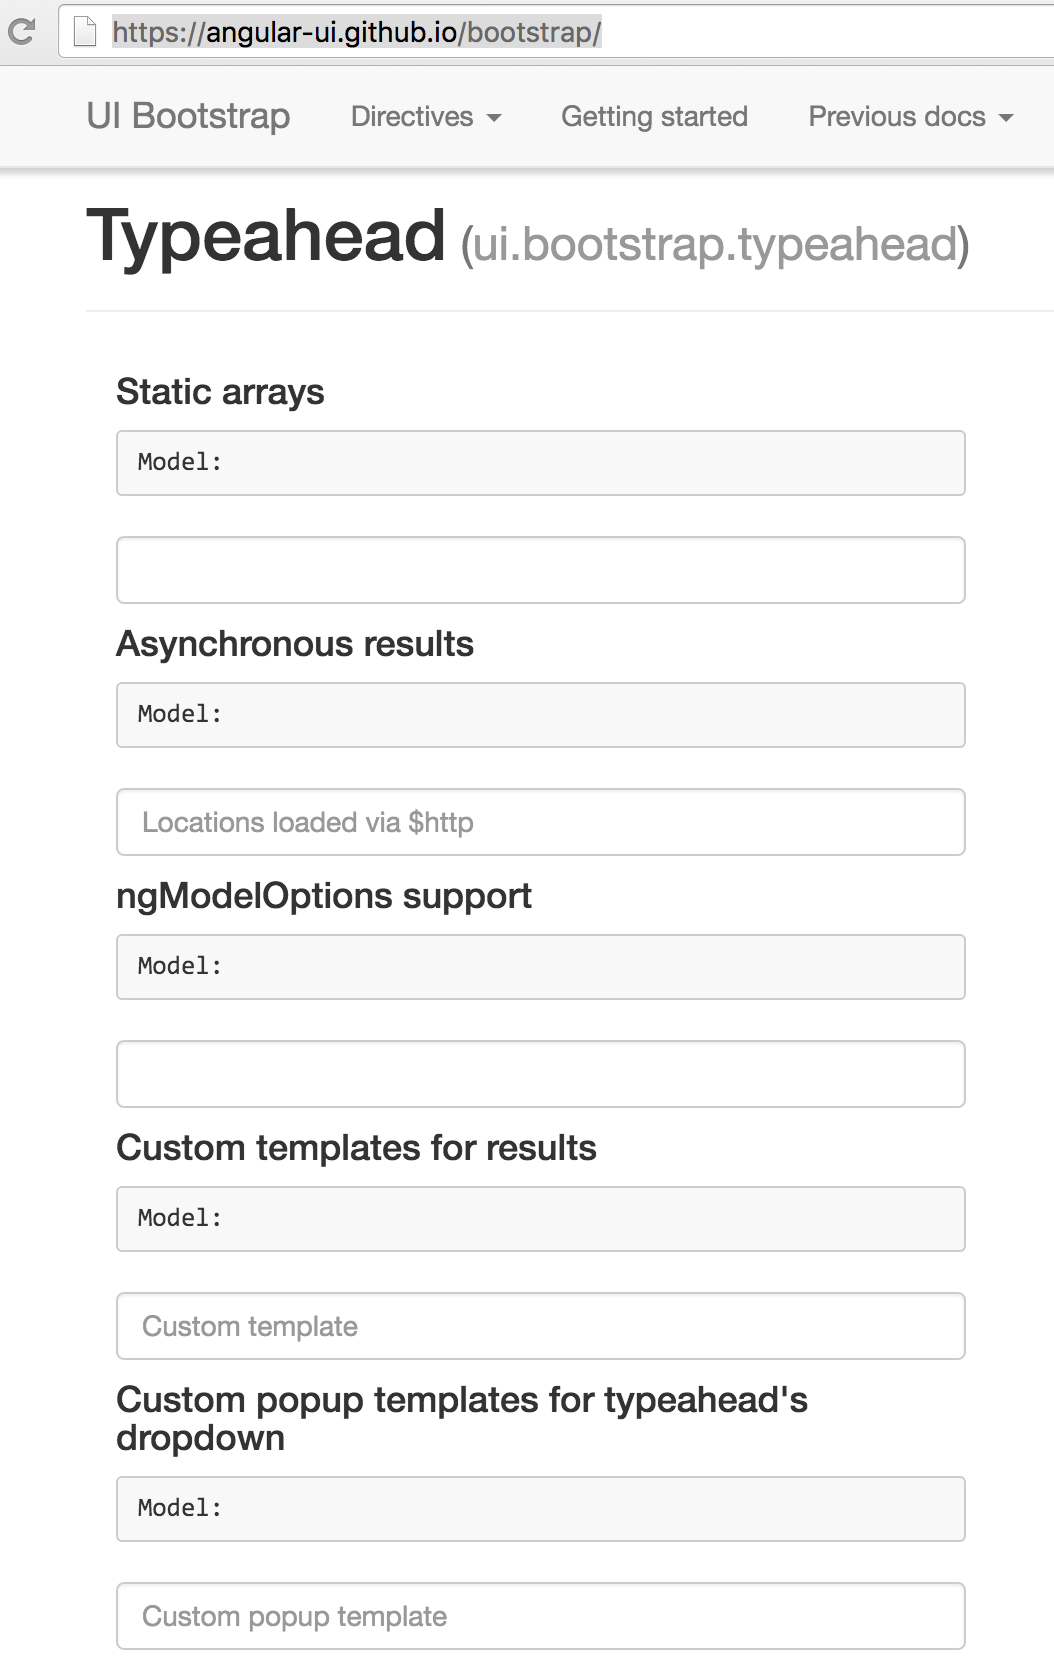 https://angular-ui.github.io/bootstrap/
UI Bootstrap Directives Getting started Previous docs
Typeahead (ui.bootstrap.typeahead)
Static arrays
Model:
Asynchronous results
Model:
Locations loaded via $http
ngModelOptions support
Model:
Custom templates for results
Model:
Custom template
Custom popup templates for typeahead's
dropdown
Model:
Custom popup template